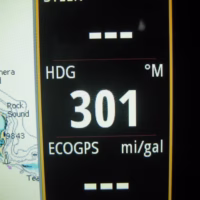 ---
HDG °M
301
ECOGPS mi/gal
---
Rock
Sound